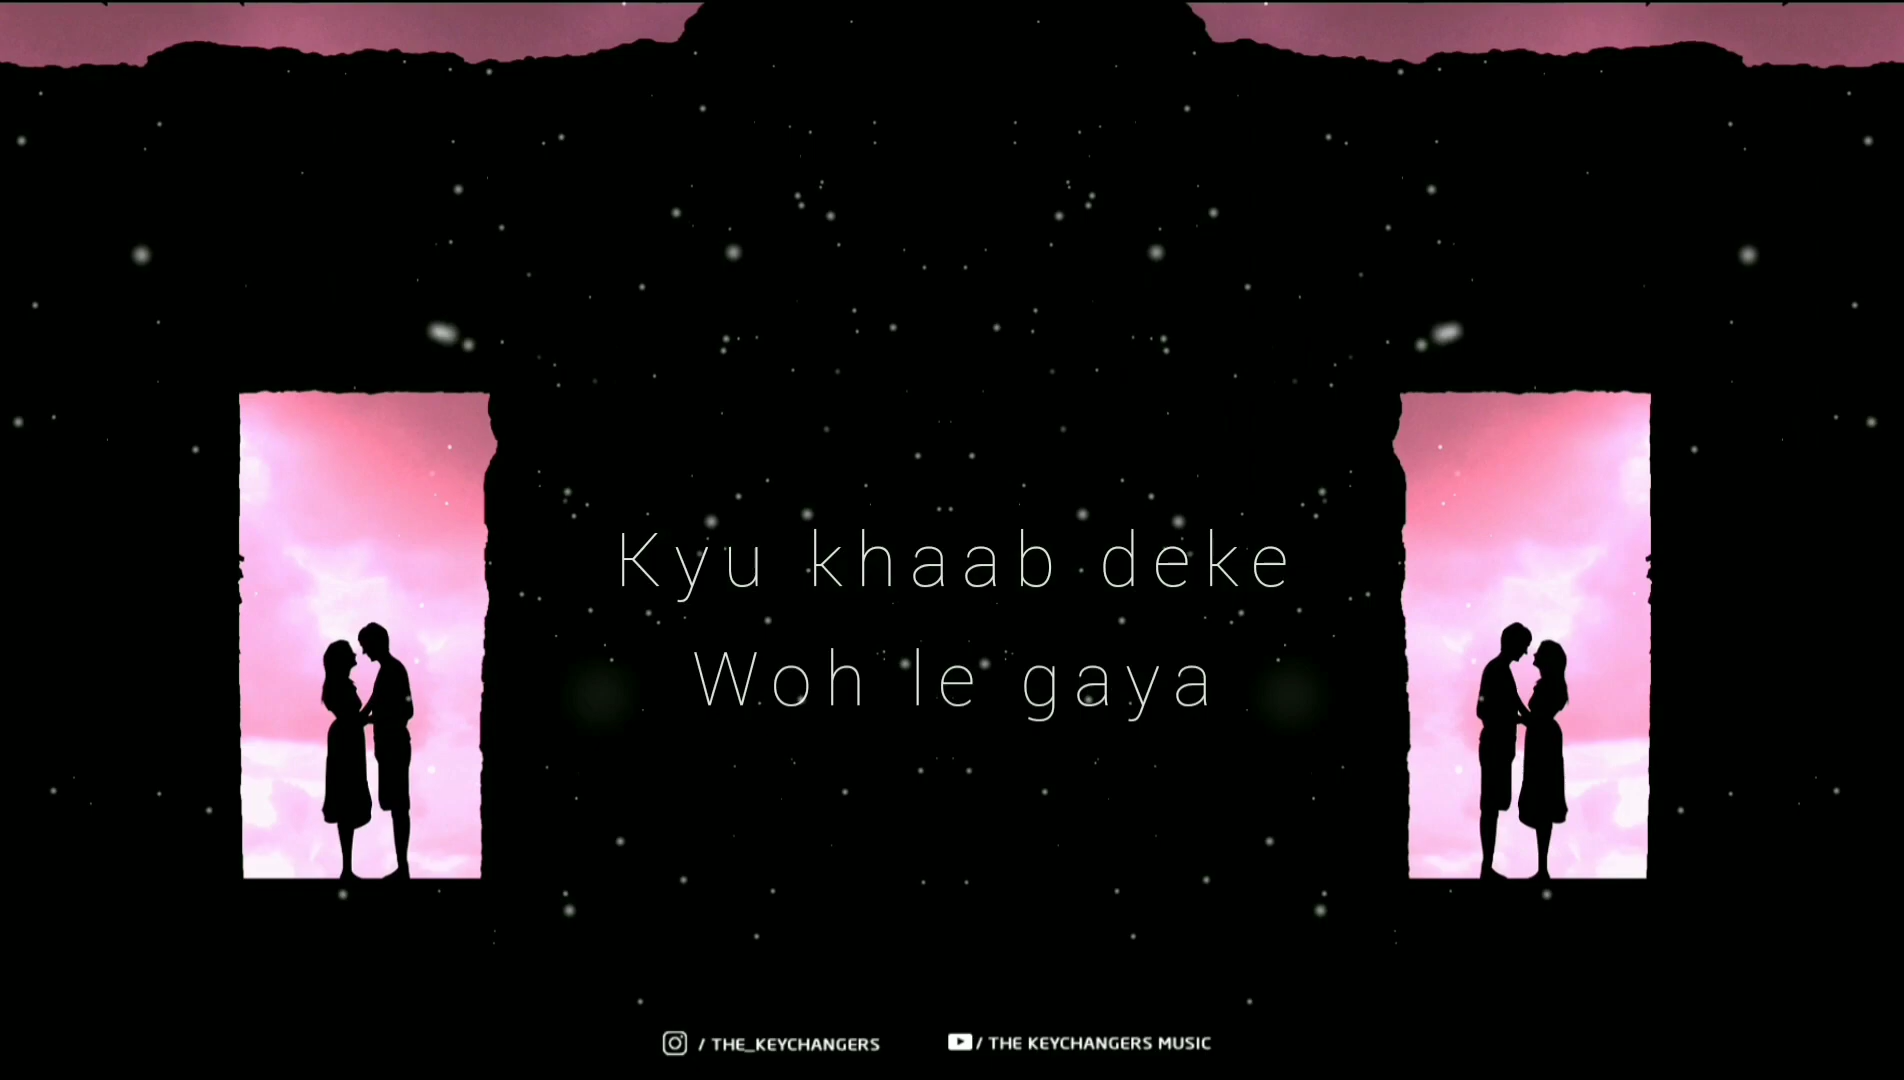 Kyu khaab deke
Woh le gaya
/ THE_KEYCHANGERS
/ THE KEYCHANGERS MUSIC